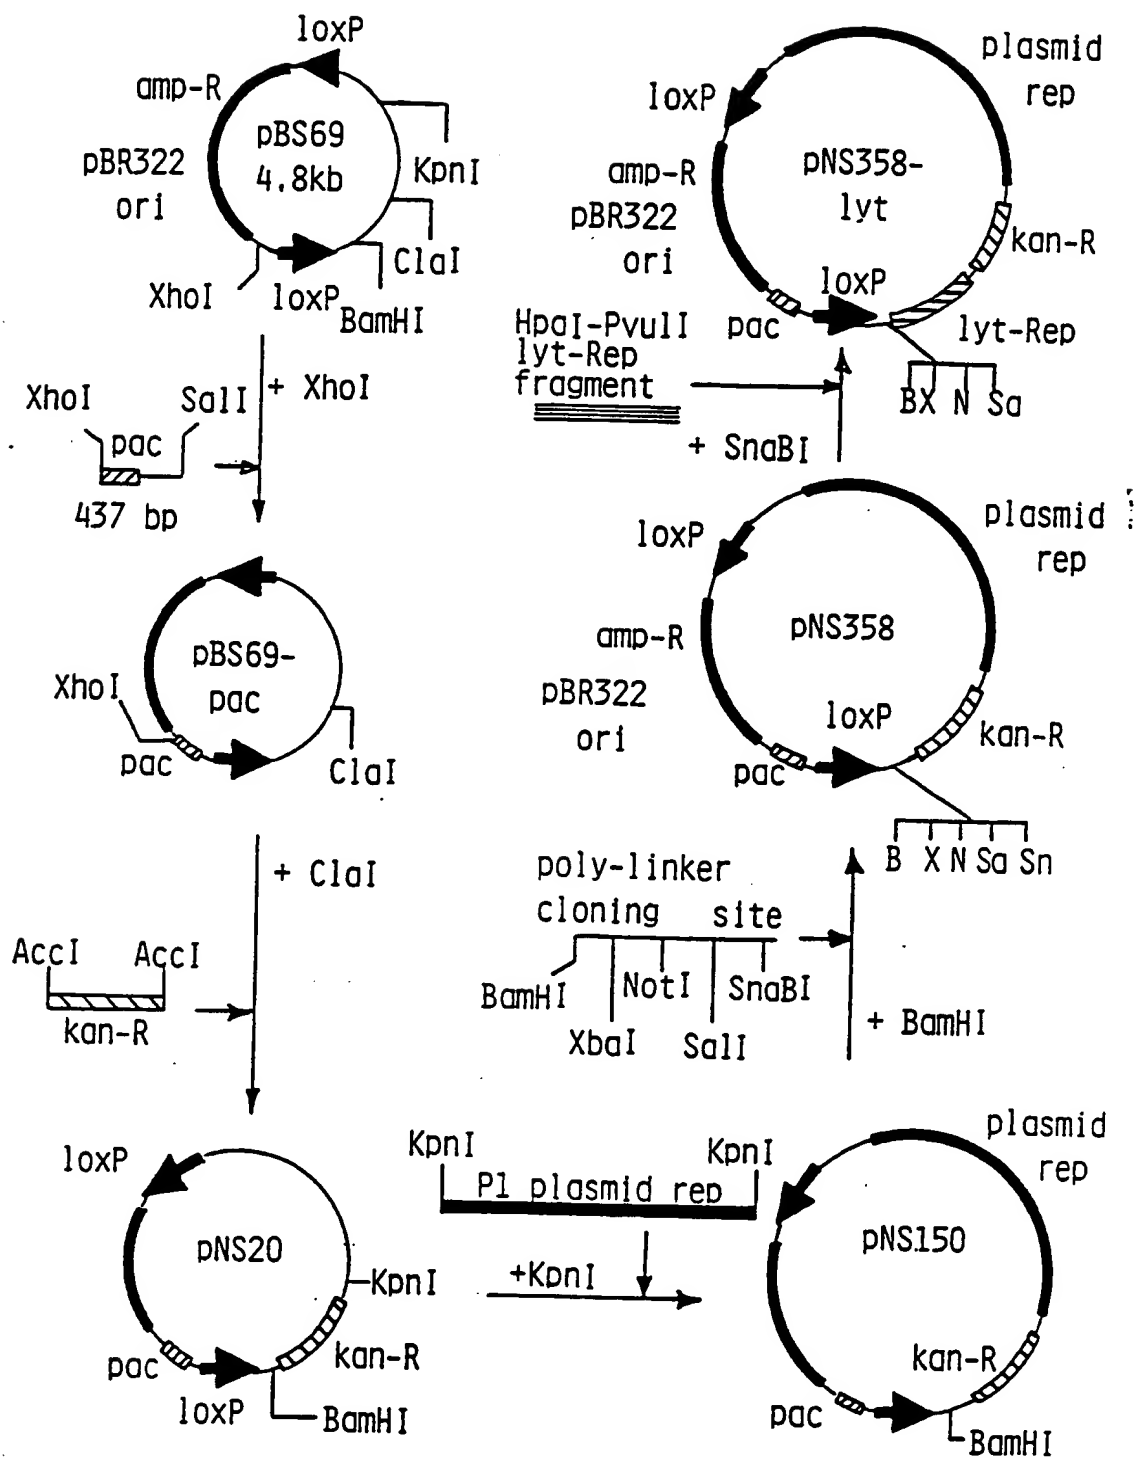 loxP
amp-R
pBS69
4.8kb
pBR322
ori
KpnI
ClaI
XhoI
loxP
BamHI
+ XhoI
XhoI
SalI
pac
437 bp
pBS69-
pac
XhoI
pac
ClaI
+ ClaI
AccI
AccI
kan-R
loxP
pNS20
KpnI
kan-R
pac
loxP
BamHI
KpnI
KpnI
P1 plasmid rep
+KpnI
plasmid
rep
pNS150
kan-R
pac
BamHI
poly-linker
cloning site
BamHI
XbaI
NotI
SalI
SnaBI
+ BamHI
plasmid
rep
loxP
amp-R
pNS358
pBR322
ori
loxP
kan-R
pac
B X N Sa Sn
HpaI-PvuII
lyt-Rep
fragment
+ SnaBI
plasmid
rep
loxP
pNS358-
lyt
amp-R
pBR322
ori
kan-R
loxP
pac
lyt-Rep
BX N Sa